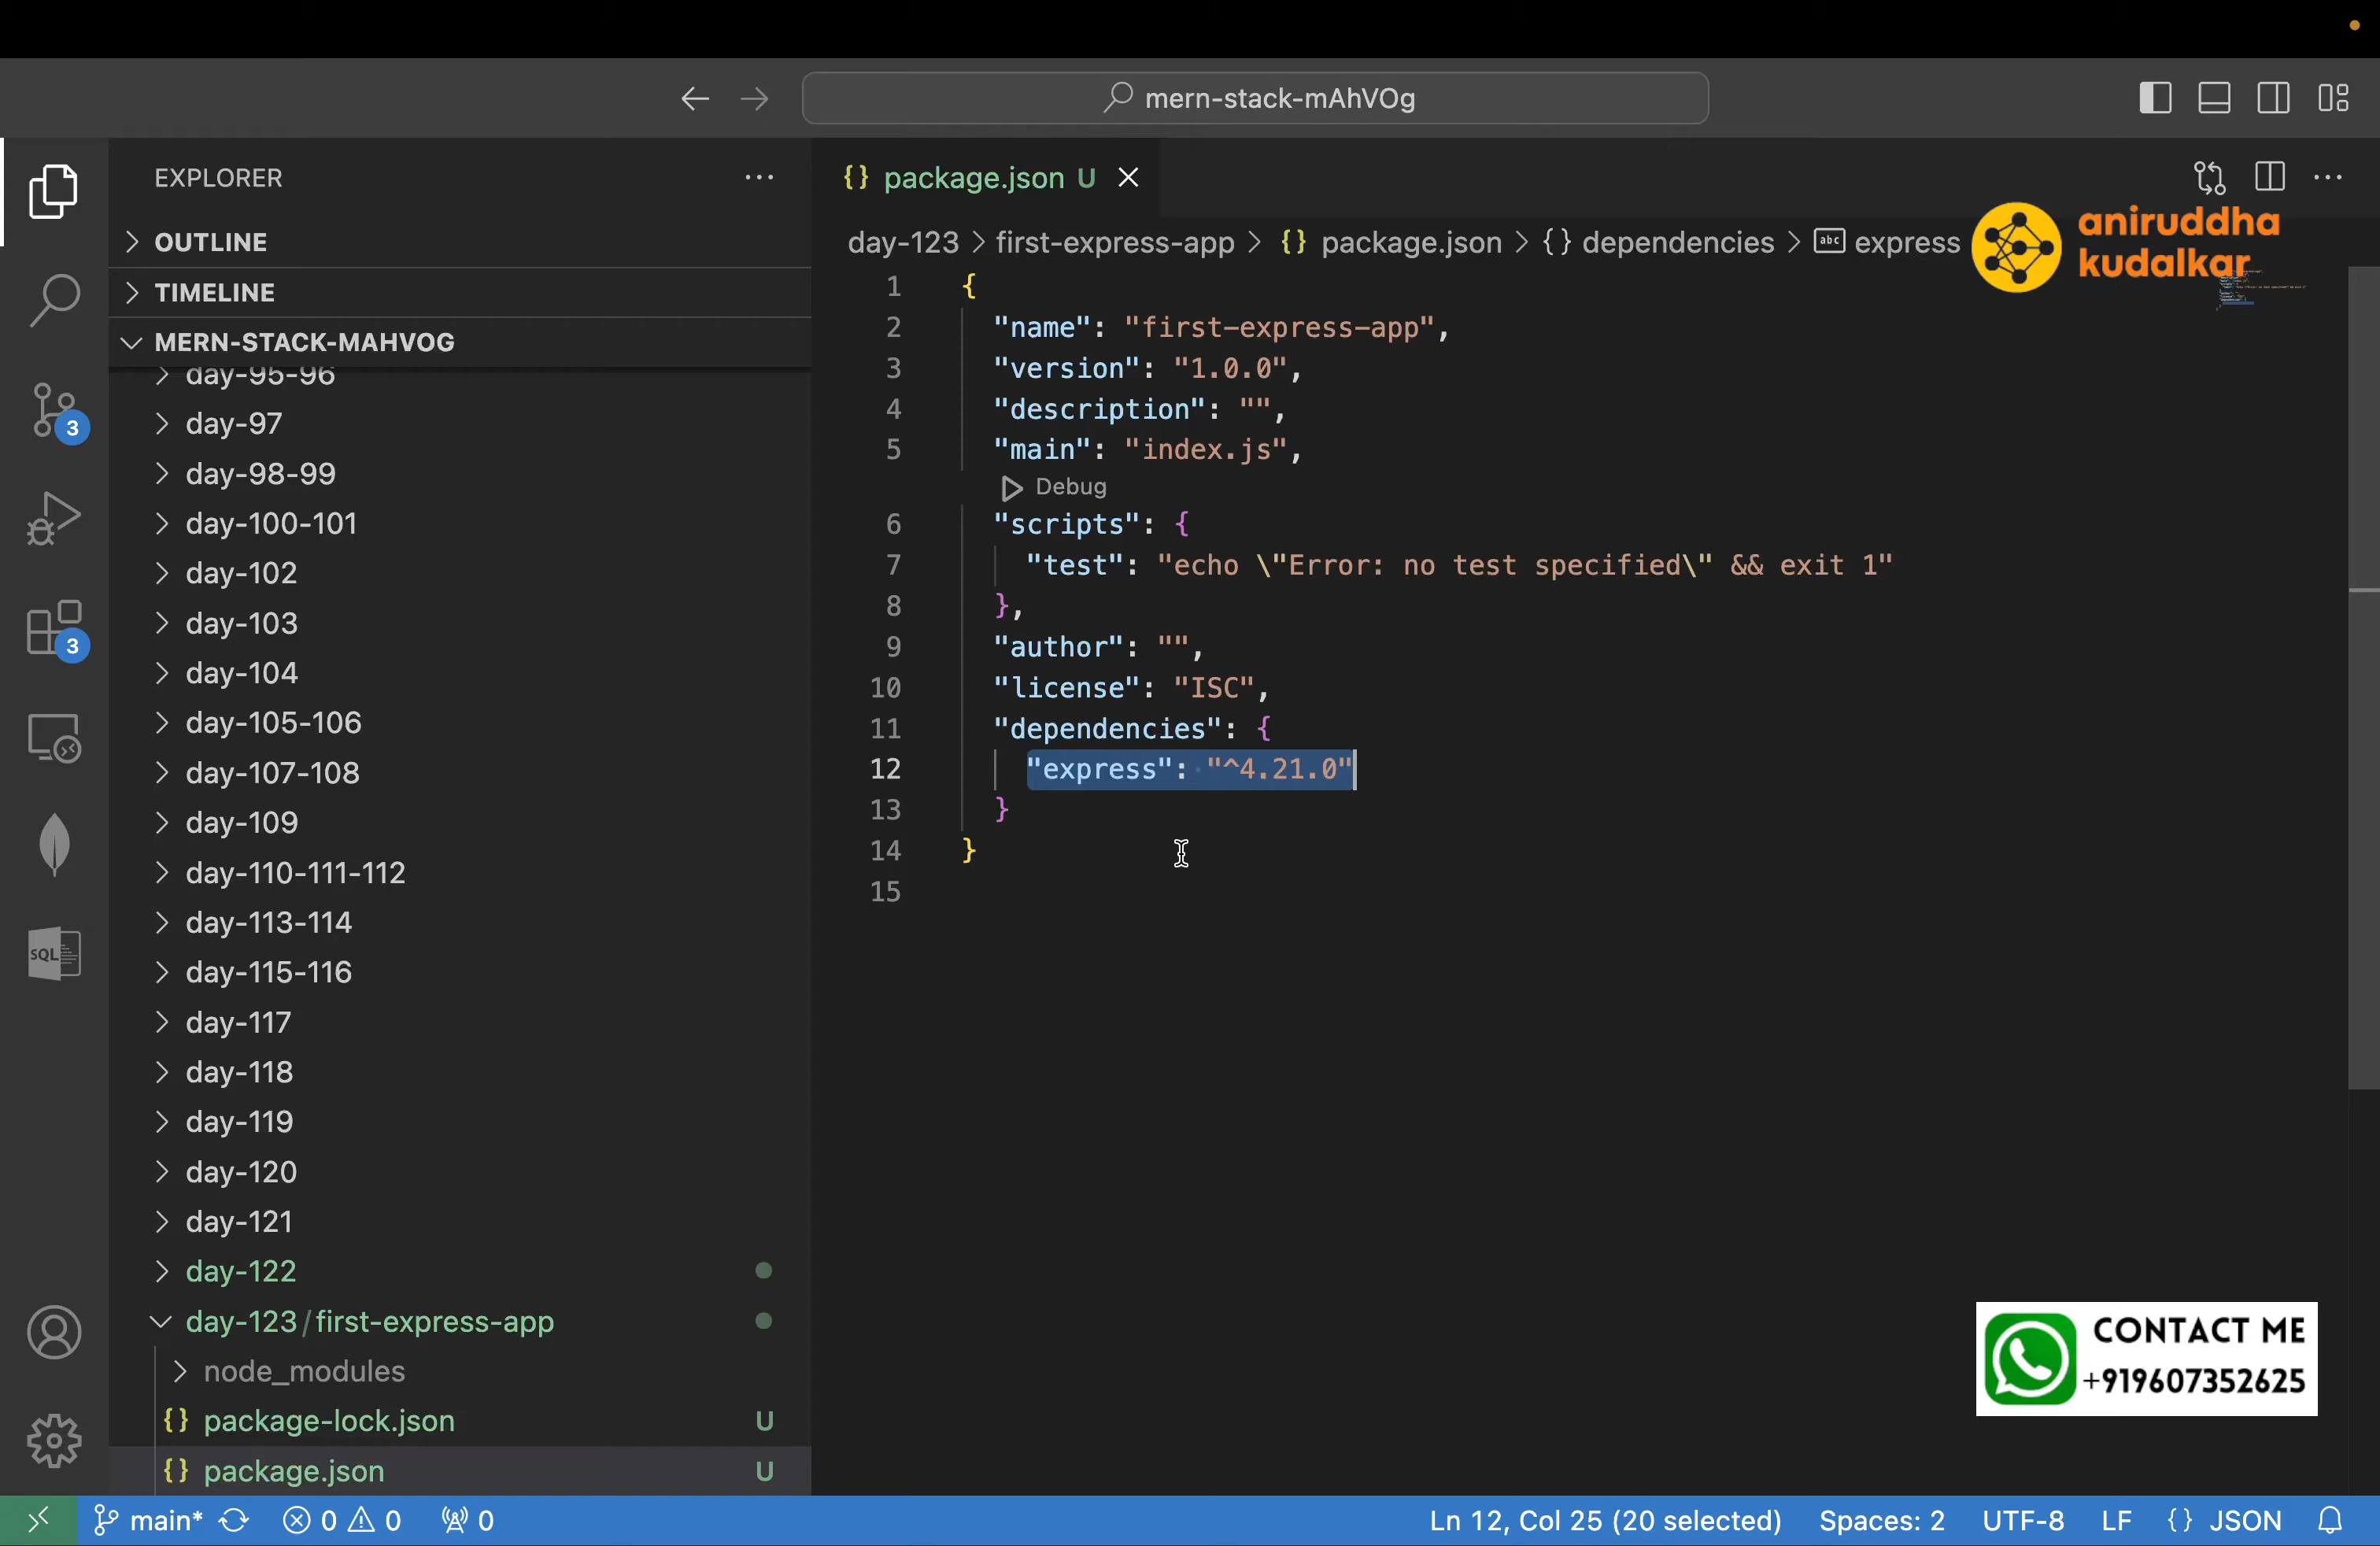 mern-stack-mAhVOg
EXPLORER
OUTLINE
TIMELINE
MERN-STACK-MAHVOG
day-95-96
day-97
day-98-99
day-100-101
day-102
day-103
day-104
day-105-106
day-107-108
day-109
day-110-111-112
day-113-114
day-115-116
day-117
day-118
day-119
day-120
day-121
day-122
day-123/first-express-app
node_modules
{} package-lock.json U
{} package.json U
3
3
SQL
{} package.json U
day-123 > first-express-app > {} package.json > {} dependencies > abc express
aniruddha
kudalkar
1 {
2 "name": "first-express-app",
3 "version": "1.0.0",
4 "description": "",
5 "main": "index.js",
Debug
6 "scripts": {
7 "test": "echo \"Error: no test specified\" && exit 1"
8 },
9 "author": "",
10 "license": "ISC",
11 "dependencies": {
12 "express": "^4.21.0"
13 }
14 }
15
CONTACT ME
+919607352625
main* 0 0 0 Ln 12, Col 25 (20 selected) Spaces: 2 UTF-8 LF {} JSON